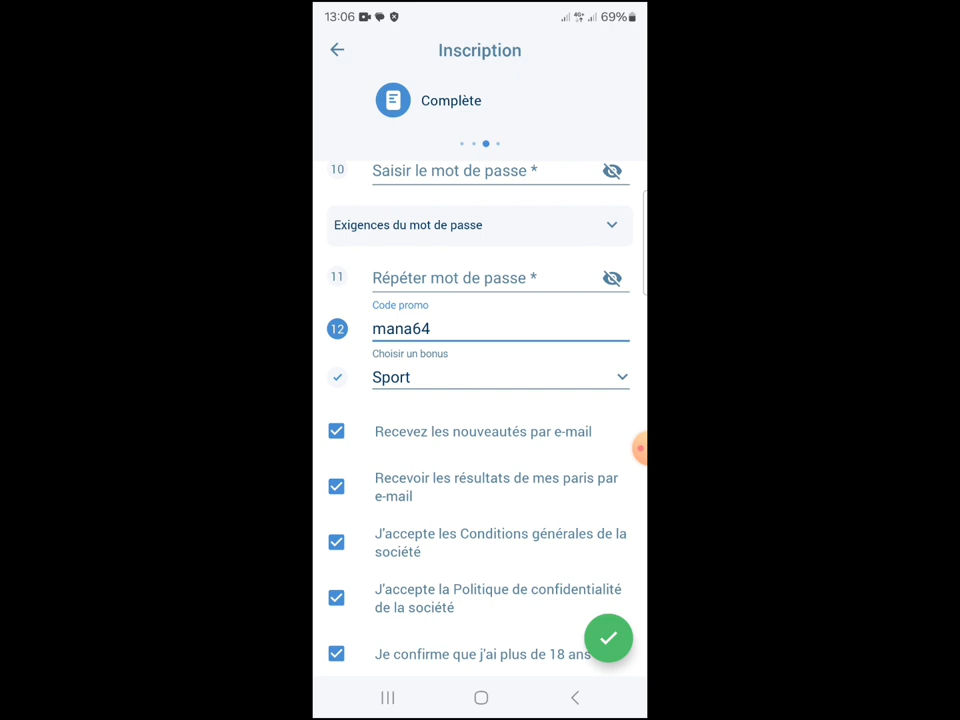 13:06
4G+
69%
Inscription
Complète
10
Saisir le mot de passe *
Exigences du mot de passe
11
Répéter mot de passe *
Code promo
12
mana64
Choisir un bonus
Sport
Recevez les nouveautés par e-mail
Recevoir les résultats de mes paris par
e-mail
J'accepte les Conditions générales de la
société
J'accepte la Politique de confidentialité
de la société
Je confirme que j'ai plus de 18 ans